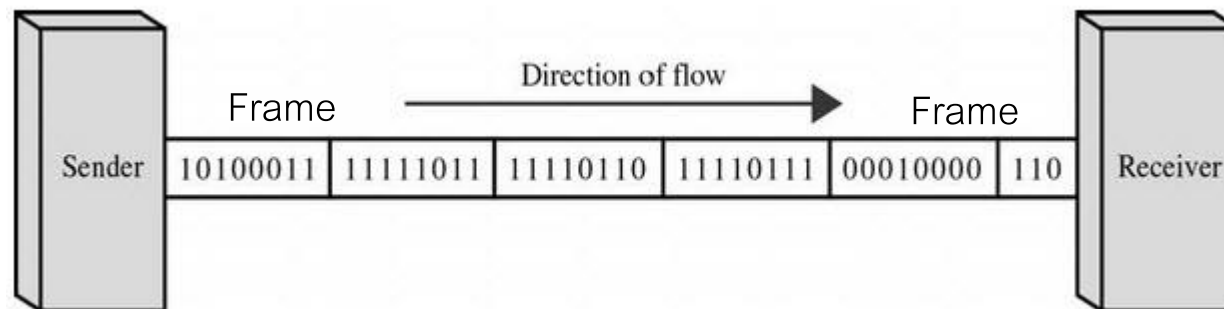 Direction of flow
Frame
Frame
Sender
10100011 11111011 11110110 11110111 00010000 110
Receiver